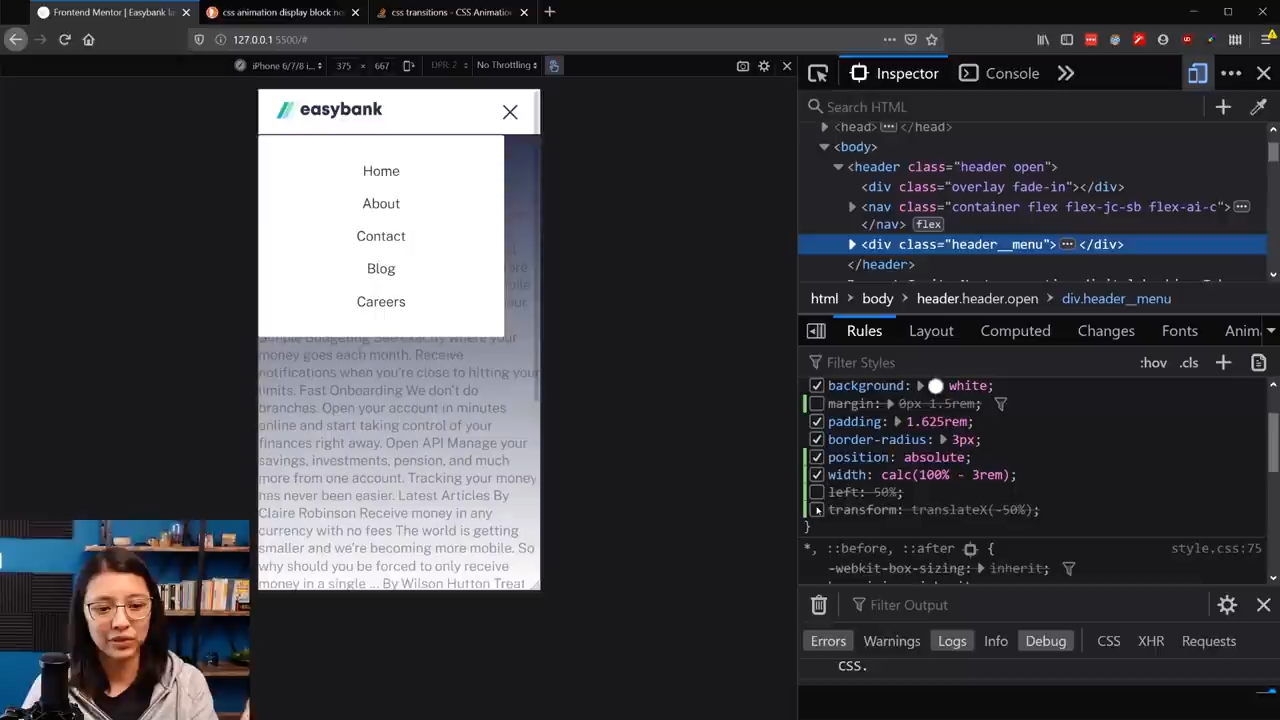 Frontend Mentor | Easybank la
css animation display block no
css transitions - CSS Animatio
127.0.0.1:5500/#
iPhone 6/7/8 i... 375 × 667 DPR: 2 No Throttling
easybank
Home
About
Contact
Blog
Careers
Simple Budgeting See exactly where your
money goes each month. Receive
notifications when you're close to hitting your
limits. Fast Onboarding We don't do
branches. Open your account in minutes
online and start taking control of your
finances right away. Open API Manage your
savings, investments, pension, and much
more from one account. Tracking your money
has never been easier. Latest Articles By
Claire Robinson Receive money in any
currency with no fees The world is getting
smaller and we're becoming more mobile. So
why should you be forced to only receive
money in a single ... By Wilson Hutton Treat
Inspector Console
Search HTML
<head> </head>
<body>
<header class="header open">
<div class="overlay fade-in"></div>
<nav class="container flex flex-jc-sb flex-ai-c">
</nav> flex
<div class="header__menu"> </div>
</header>
html body header.header.open div.header__menu
Rules Layout Computed Changes Fonts Anim
Filter Styles :hov .cls
background: white;
margin: 0px 1.5rem;
padding: 1.625rem;
border-radius: 3px;
position: absolute;
width: calc(100% - 3rem);
left: 50%;
transform: translateX(-50%);
}
*, ::before, ::after { style.css:75
-webkit-box-sizing: inherit;
Filter Output
Errors Warnings Logs Info Debug CSS XHR Requests
CSS.